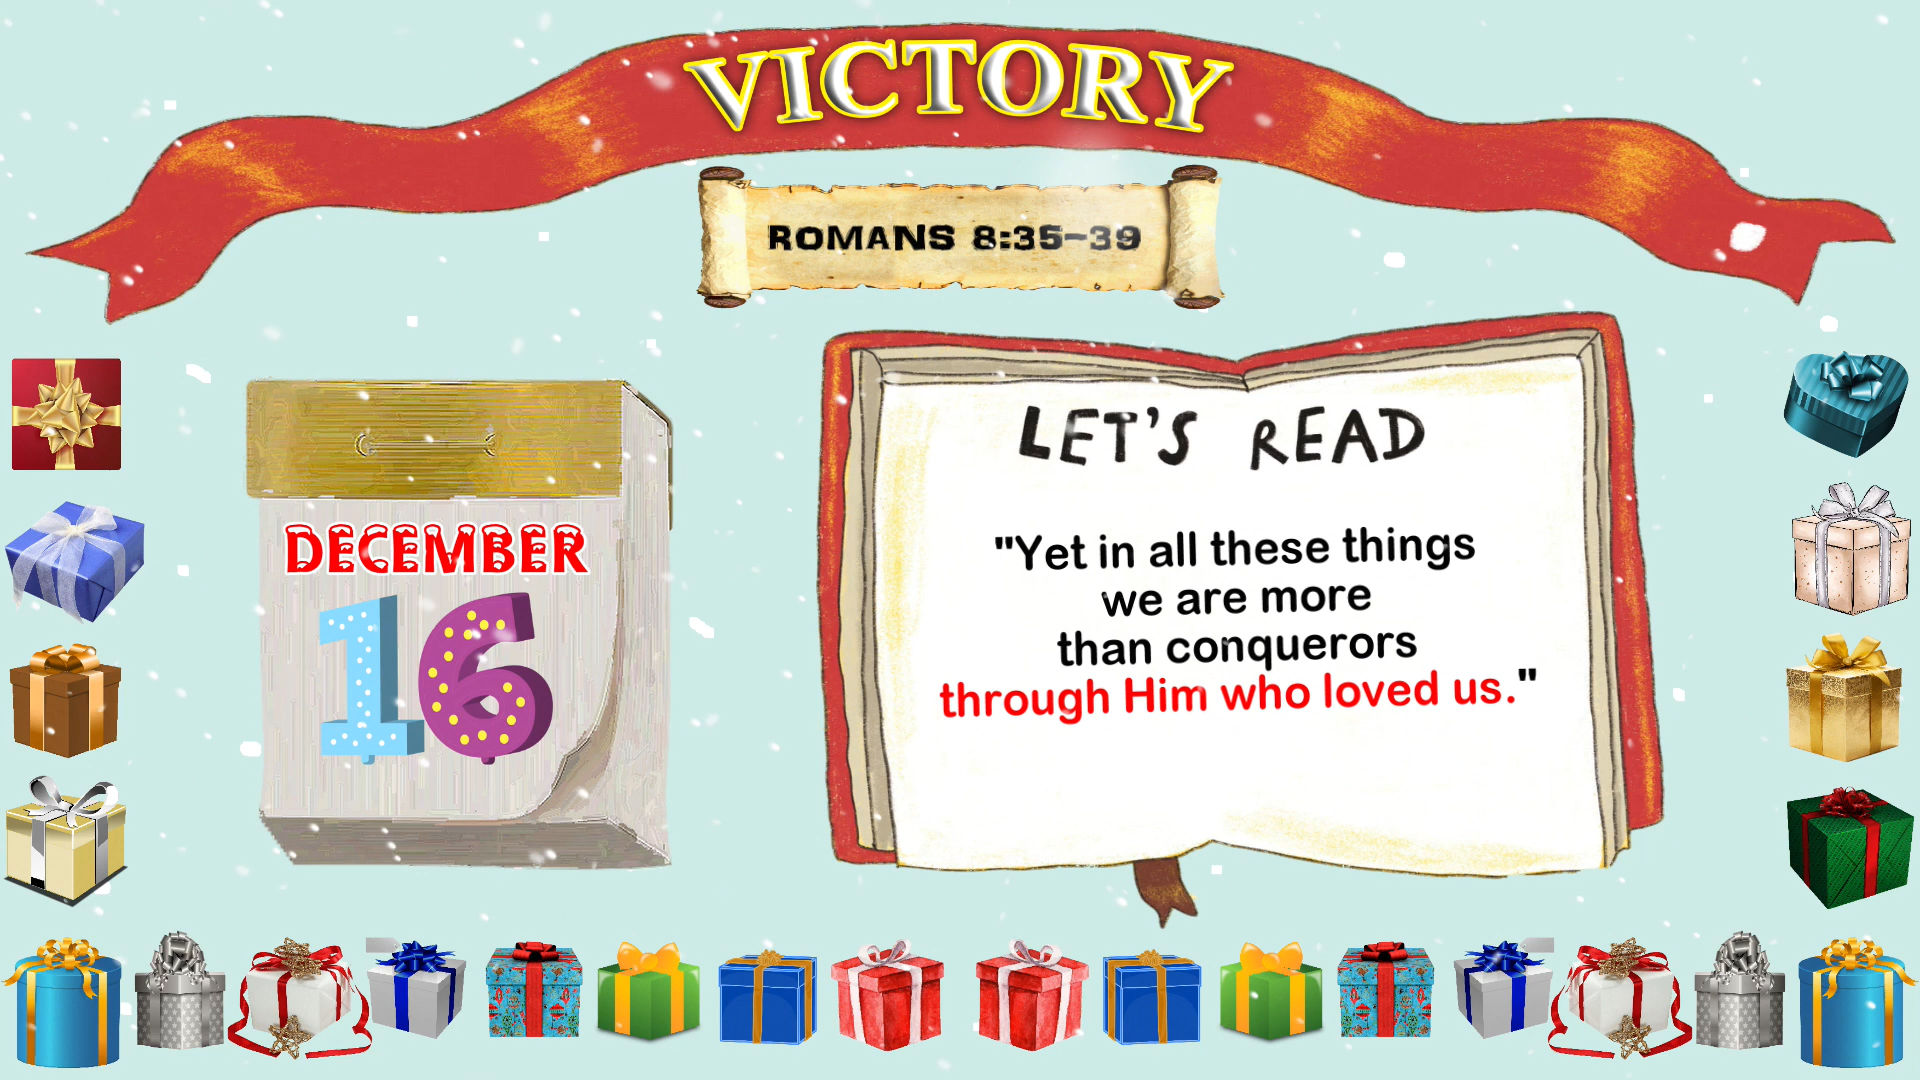 VICTORY
ROMANS 8:35-39
DECEMBER
16
LET'S READ
"Yet in all these things
we are more
than conquerors
through Him who loved us."